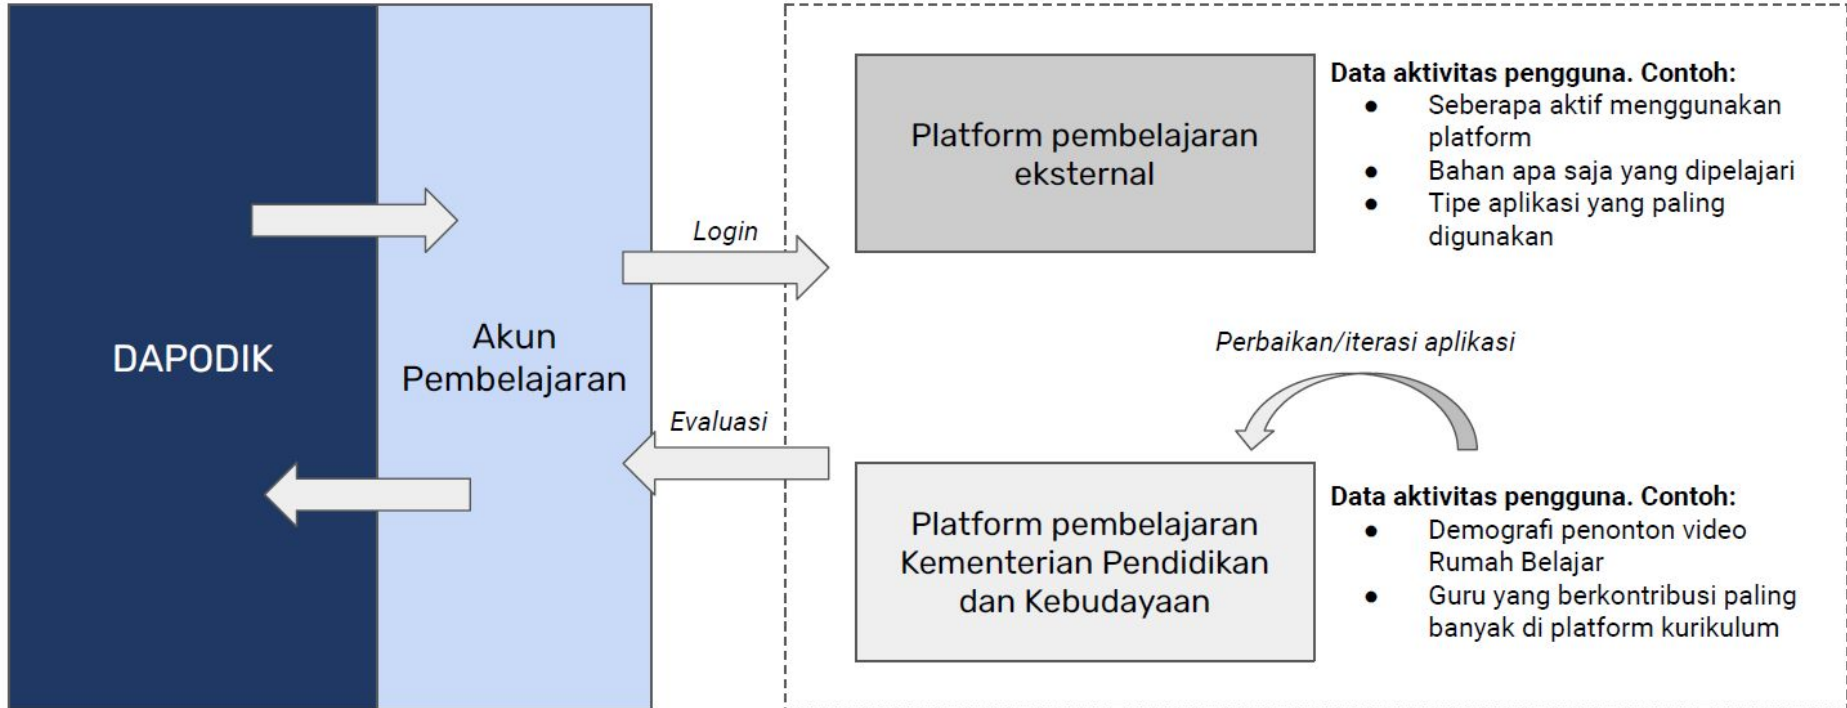 DAPODIK
Akun
Pembelajaran
Login
Evaluasi
Platform pembelajaran
eksternal
Data aktivitas pengguna. Contoh:
● Seberapa aktif menggunakan
platform
● Bahan apa saja yang dipelajari
● Tipe aplikasi yang paling
digunakan
Perbaikan/iterasi aplikasi
Platform pembelajaran
Kementerian Pendidikan
dan Kebudayaan
Data aktivitas pengguna. Contoh:
● Demografi penonton video
Rumah Belajar
● Guru yang berkontribusi paling
banyak di platform kurikulum